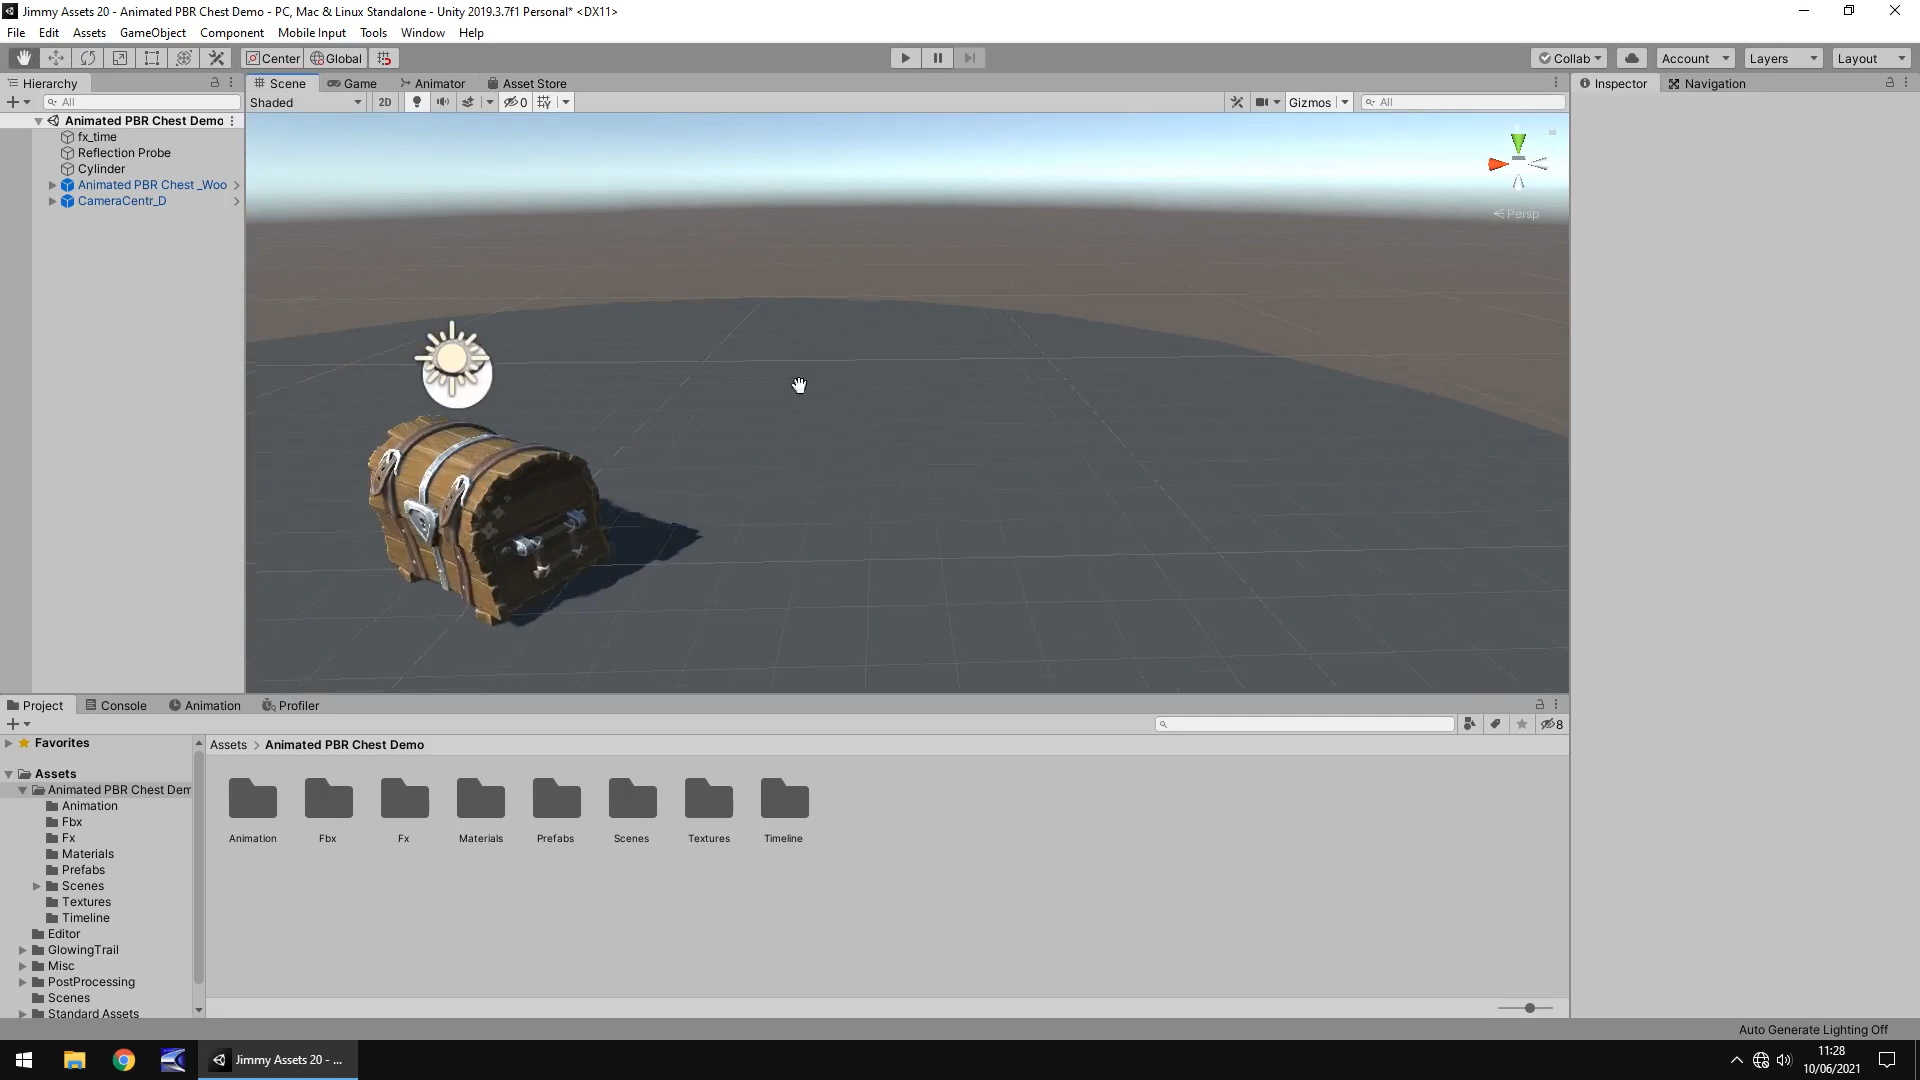 Jimmy Assets 20 - Animated PBR Chest Demo - PC, Mac & Linux Standalone - Unity 2019.3.7f1 Personal* <DX11>
File Edit Assets GameObject Component Mobile Input Tools Window Help
Center Global Collab Account Layers Layout
Hierarchy Scene Game Animator Asset Store Inspector Navigation
All Shaded 2D 0 Gizmos All
Animated PBR Chest Demo
fx_time
Reflection Probe
Cylinder
Animated PBR Chest _Woo
CameraCentr_D
Persp
Project Console Animation Profiler
8
Favorites
Assets > Animated PBR Chest Demo
Assets
Animated PBR Chest Dem
Animation
Fbx
Fx
Materials
Prefabs
Scenes
Textures
Timeline
Editor
GlowingTrail
Misc
PostProcessing
Scenes
Standard Assets
Animation Fbx Fx Materials Prefabs Scenes Textures Timeline
Auto Generate Lighting Off
Jimmy Assets 20 - ...
11:28
10/06/2021